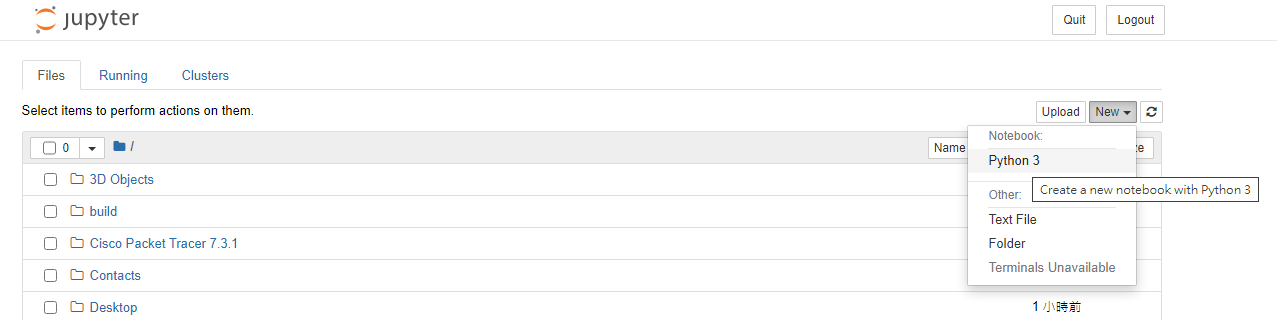 jupyter Quit Logout
Files Running Clusters
Select items to perform actions on them. Upload New
Notebook:
0 / Name
Python 3
3D Objects
Create a new notebook with Python 3
Other:
build
Text File
Cisco Packet Tracer 7.3.1 Folder
Contacts Terminals Unavailable
Desktop 1 小時前